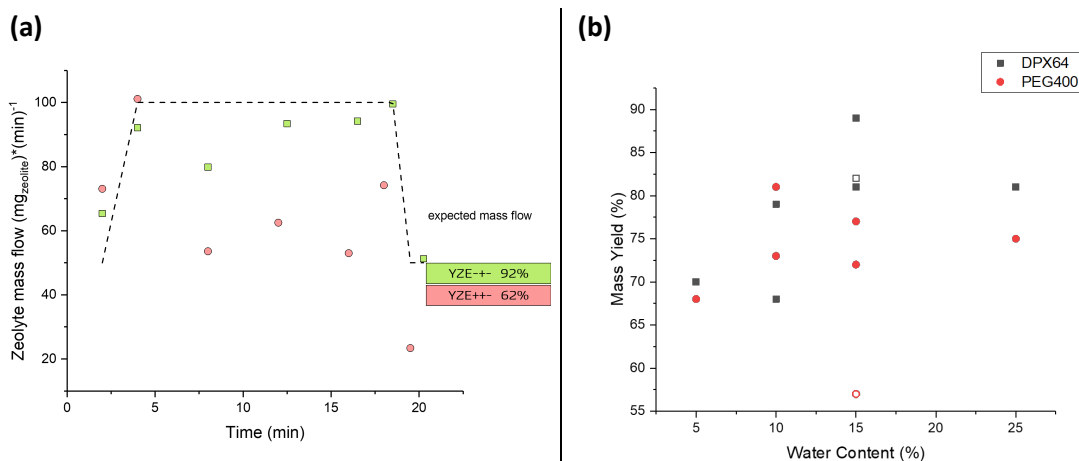 (a)
Zeolyte mass flow (mg_zeolite)*(min)^-1
100
80
60
40
20
0
5
10
15
20
Time (min)
expected mass flow
YZE-+- 92%
YZE++- 62%
(b)
DPX64
PEG400
Mass Yield (%)
90
85
80
75
70
65
60
55
5
10
15
20
25
Water Content (%)